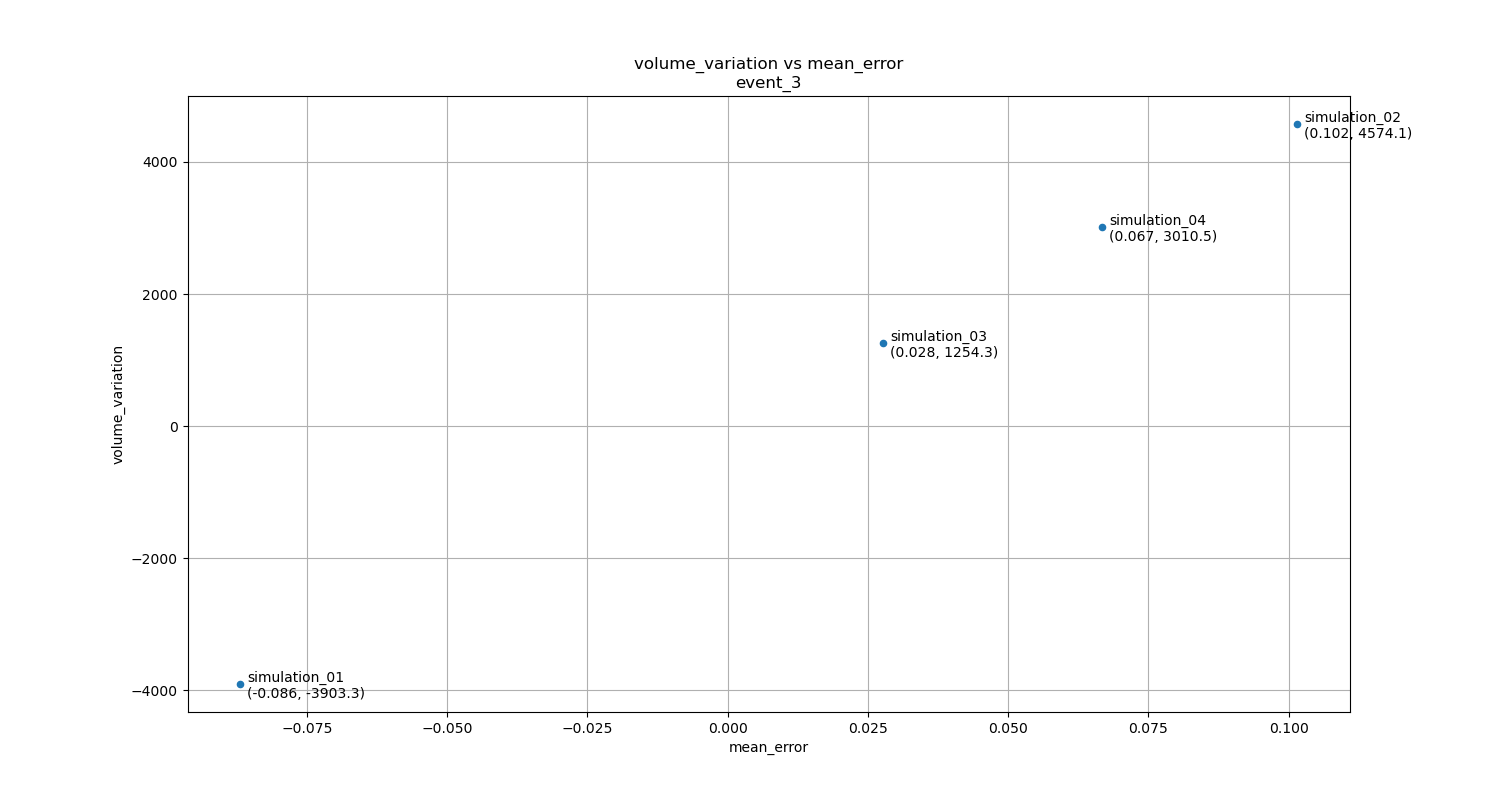 volume_variation vs mean_error
event_3
simulation_02
(0.102, 4574.1)
4000
simulation_04
(0.067, 3010.5)
2000
simulation_03
(0.028, 1254.3)
volume_variation
0
−2000
simulation_01
(-0.086, -3903.3)
−4000
−0.075
−0.050
−0.025
0.000
0.025
0.050
0.075
0.100
mean_error